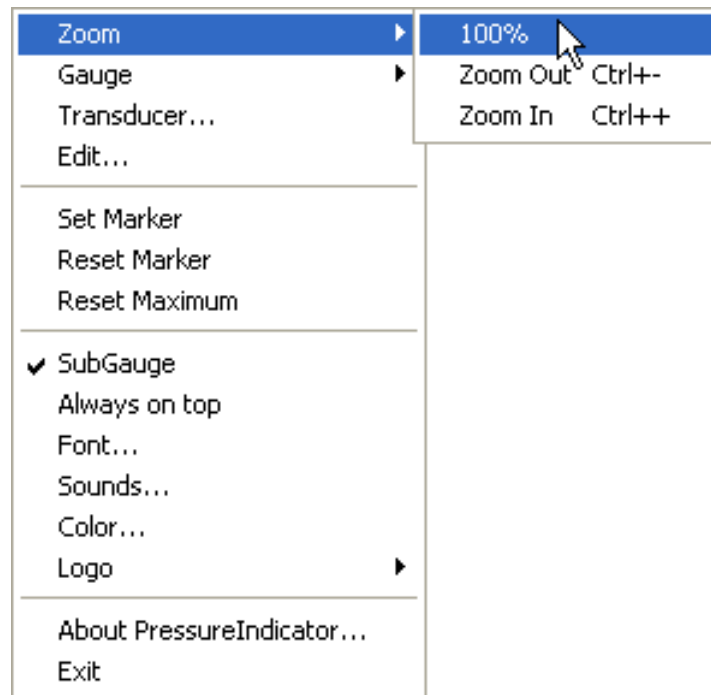 Zoom
100%
Gauge
Zoom Out Ctrl+-
Transducer...
Zoom In Ctrl++
Edit...
Set Marker
Reset Marker
Reset Maximum
SubGauge
Always on top
Font...
Sounds...
Color...
Logo
About PressureIndicator...
Exit